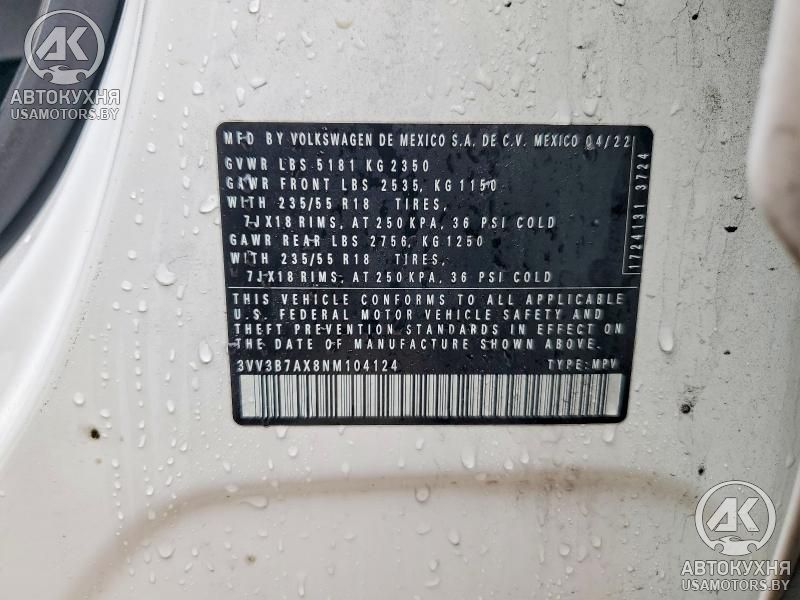 AK
АВТОКУХНЯ
USAMOTORS.BY
MFD BY VOLKSWAGEN DE MEXICO S.A. DE C.V. MEXICO 04/22
GVWR LBS 5181 KG 2350
GAWR FRONT LBS 2535, KG 1150
WITH 235/55 R18 TIRES,
7JX18 RIMS, AT 250 KPA, 36 PSI COLD
GAWR REAR LBS 2756, KG 1250
WITH 235/55 R18 TIRES,
7JX18 RIMS, AT 250 KPA, 36 PSI COLD
1724131 3724
THIS VEHICLE CONFORMS TO ALL APPLICABLE
U.S. FEDERAL MOTOR VEHICLE SAFETY AND
THEFT PREVENTION STANDARDS IN EFFECT ON
THE DATE OF MANUFACTURE SHOWN ABOVE.
3VV3B7AX8NM104124 TYPE: MPV
AK
АВТОКУХНЯ
USAMOTORS.BY